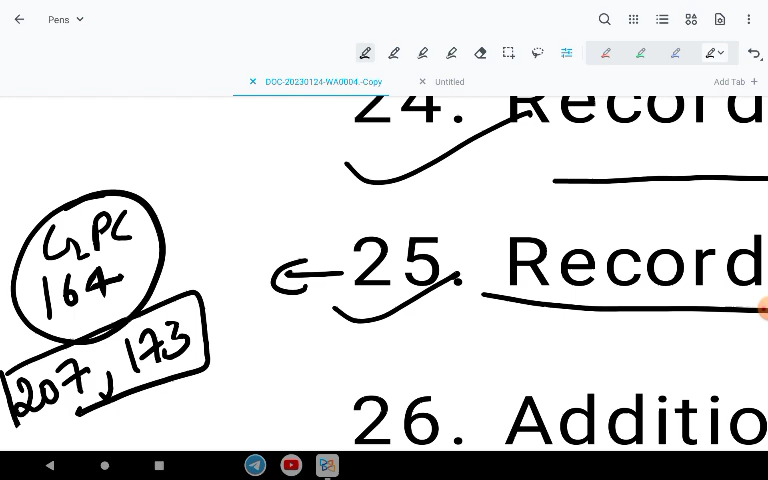 Pens
DOC-20230124-WA0004.-Copy
Untitled
Add Tab
24. Record
CrPC
164
25. Record
207, 173
26. Additio